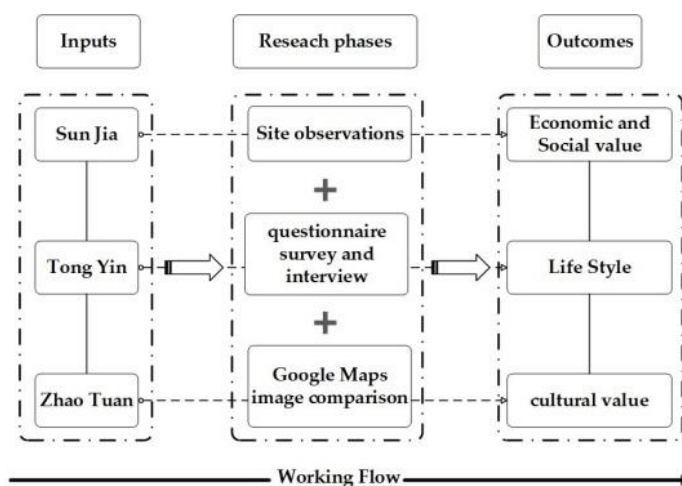 Inputs
Reseach phases
Outcomes
Sun Jia
Site observations
Economic and
Social value
+
Tong Yin
questionnaire
survey and
interview
Life Style
+
Zhao Tuan
Google Maps
image comparison
cultural value
Working Flow